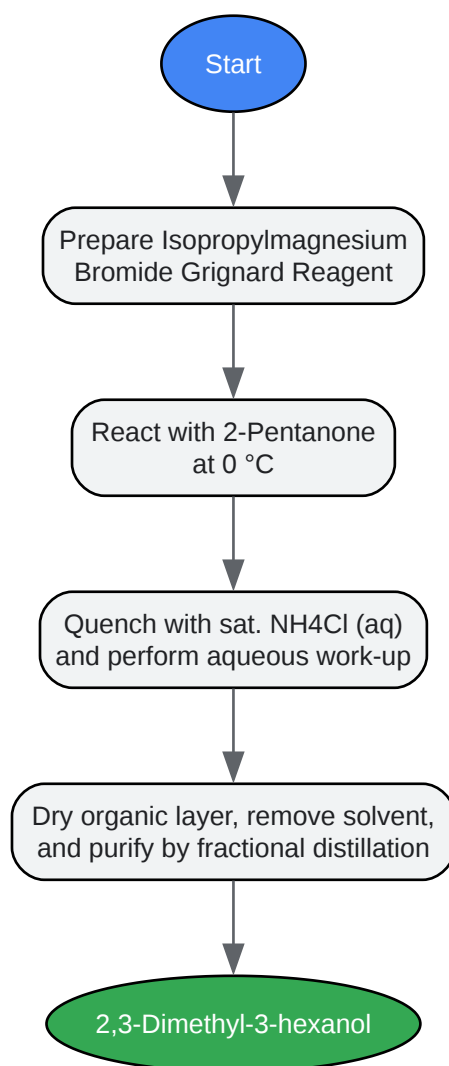 Start
Prepare Isopropylmagnesium
Bromide Grignard Reagent
React with 2-Pentanone
at 0 °C
Quench with sat. NH4Cl (aq)
and perform aqueous work-up
Dry organic layer, remove solvent,
and purify by fractional distillation
2,3-Dimethyl-3-hexanol